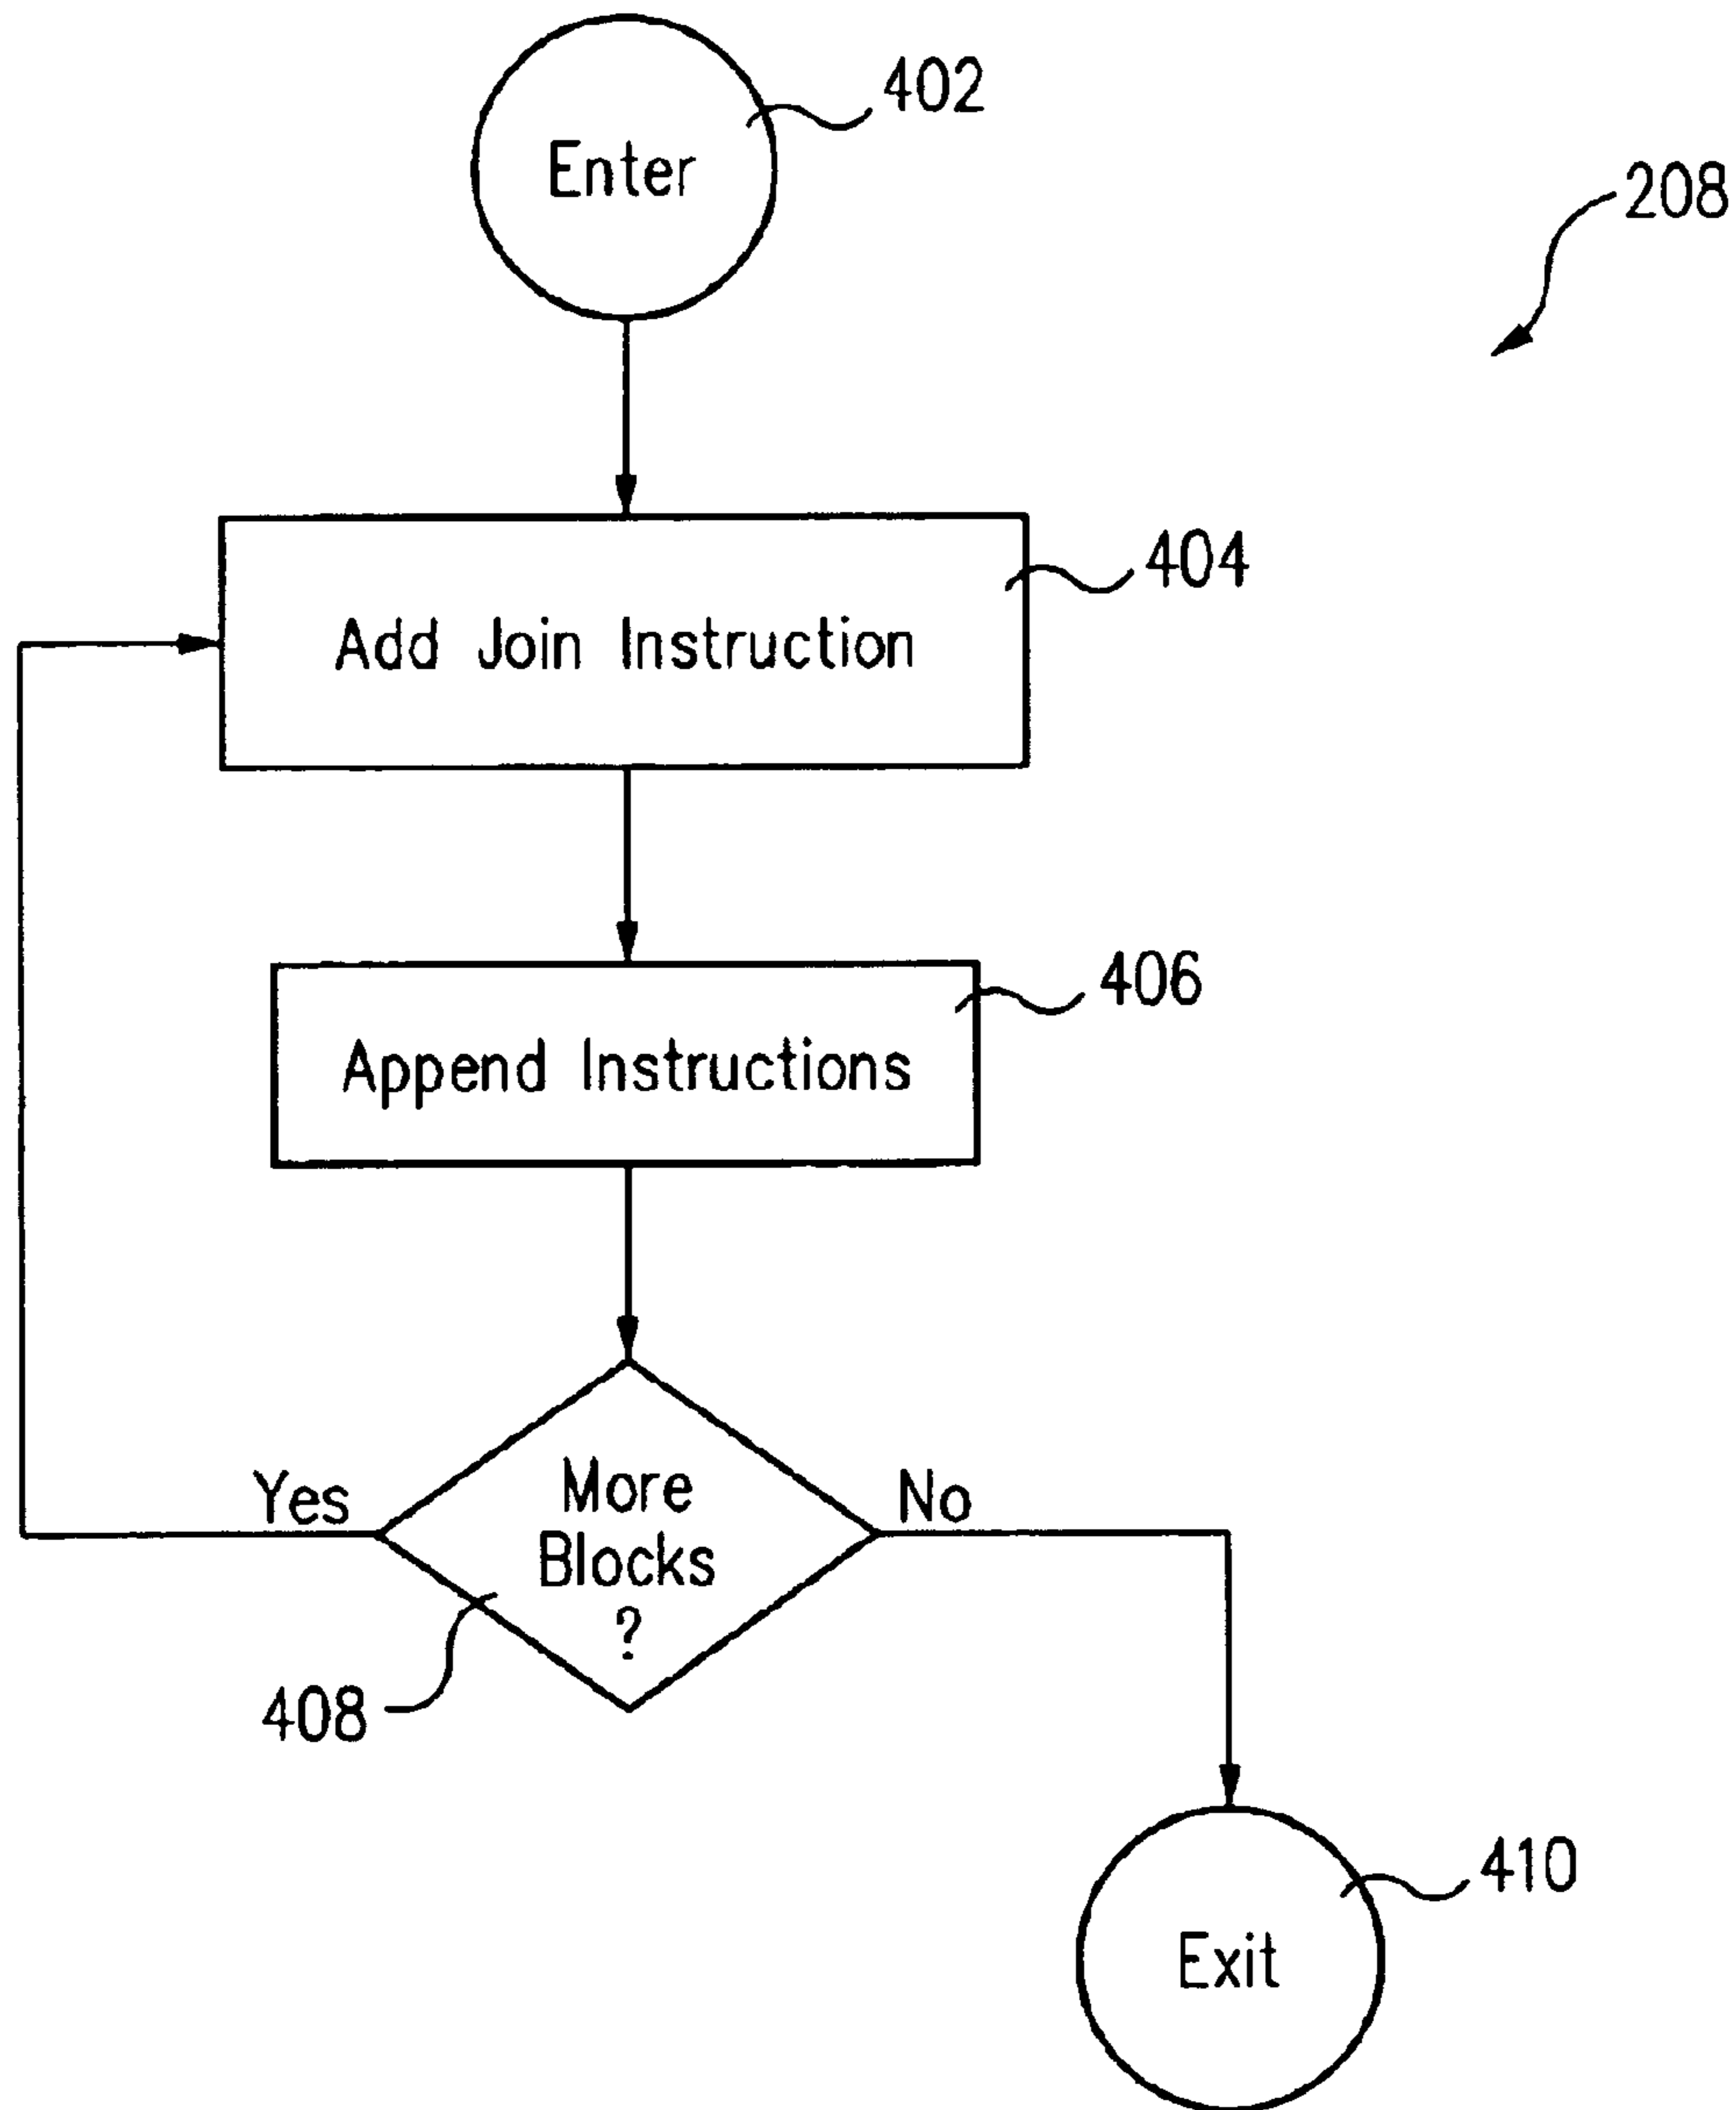 402
Enter
208
404
Add Join Instruction
406
Append Instructions
Yes
More
Blocks
?
No
408
410
Exit